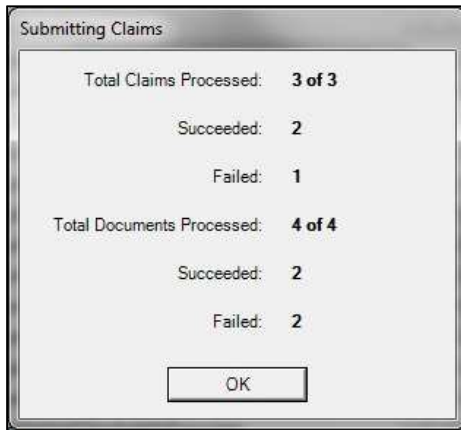 Submitting Claims
Total Claims Processed: 3 of 3
Succeeded: 2
Failed: 1
Total Documents Processed: 4 of 4
Succeeded: 2
Failed: 2
OK